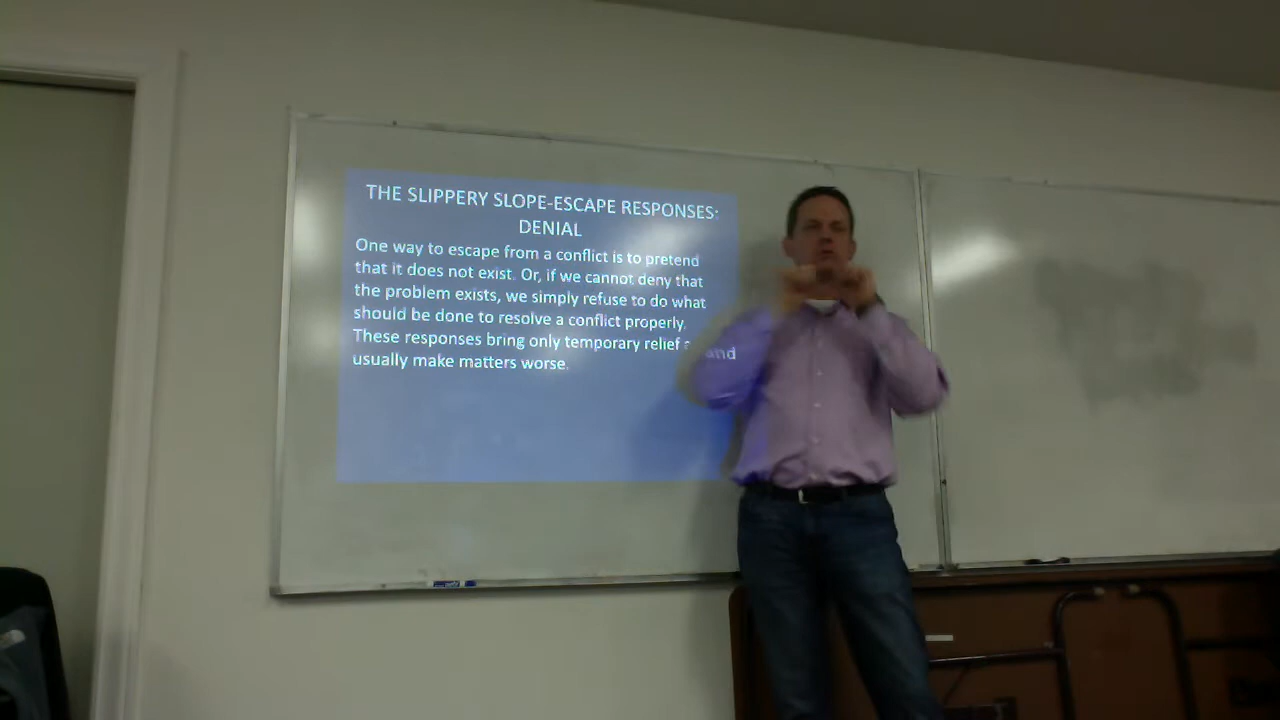 THE SLIPPERY SLOPE-ESCAPE RESPONSES:
DENIAL
One way to escape from a conflict is to pretend
that it does not exist. Or, if we cannot deny that
the problem exists, we simply refuse to do what
should be done to resolve a conflict properly.
These responses bring only temporary relief and
usually make matters worse.